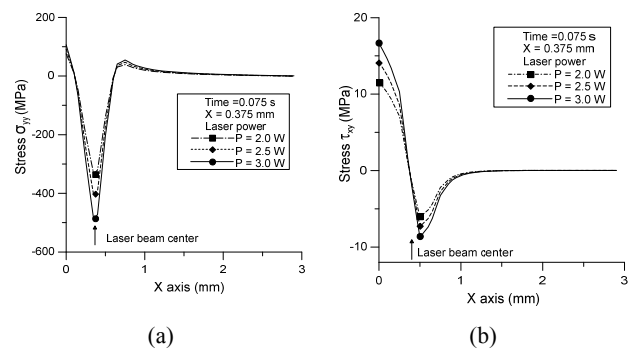 200
0
-200
-400
-600
Stress σyy (MPa)
Time =0.075 s
X = 0.375 mm
Laser power
P = 2.0 W
P = 2.5 W
P = 3.0 W
Laser beam center
0 1 2 3
X axis (mm)
(a)
20
10
0
-10
Stress τxy (MPa)
Time =0.075 s
X = 0.375 mm
Laser power
P = 2.0 W
P = 2.5 W
P = 3.0 W
Laser beam center
0 1 2 3
X axis (mm)
(b)